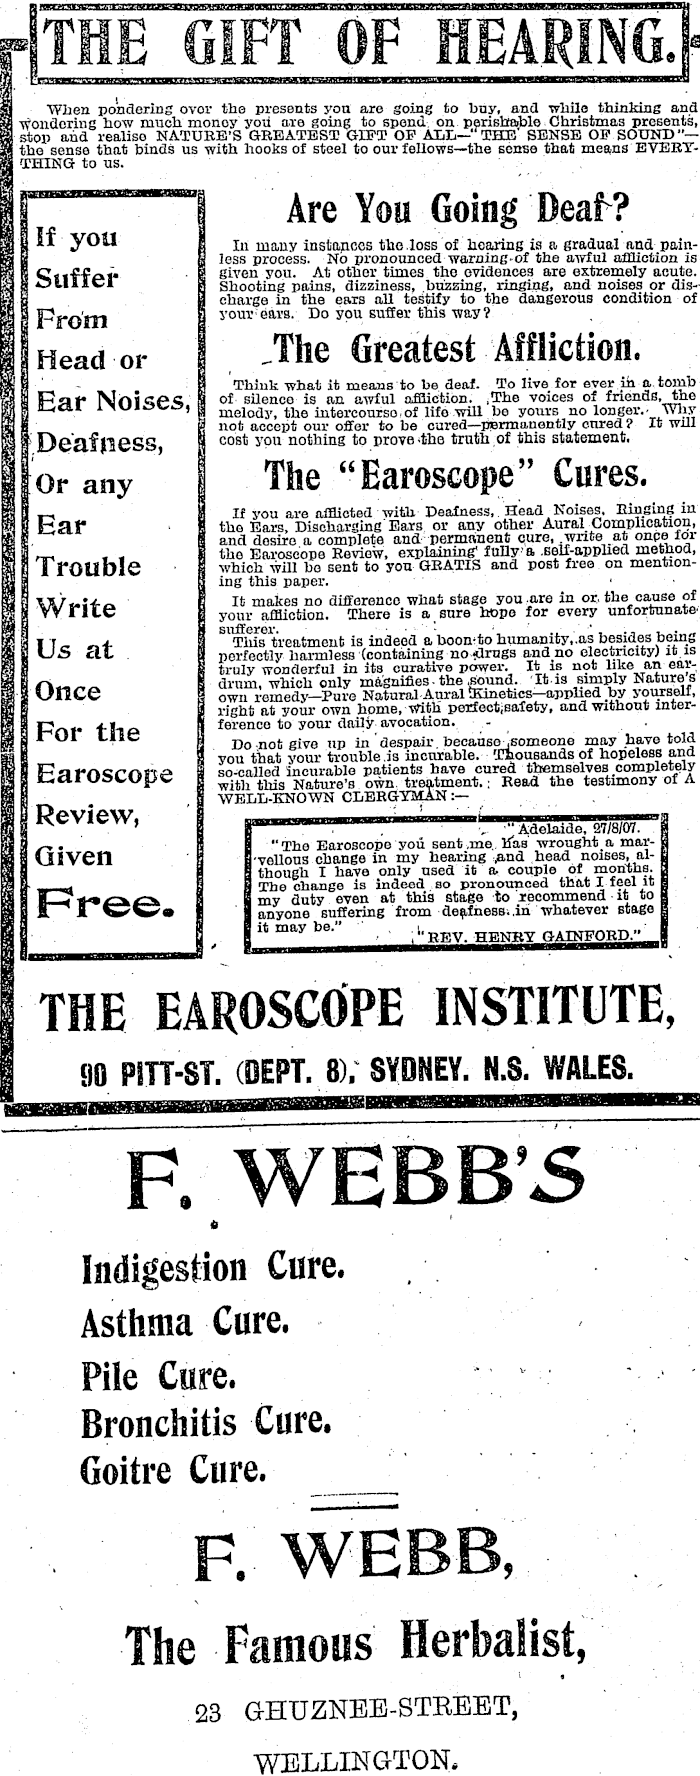 THE GIFT OF HEARING.
When pondering over the presents you are going to buy, and while thinking and
wondering how much money you are going to spend on perishable Christmas presents,
stop and realise NATURE'S GREATEST GIFT OF ALL—"THE SENSE OF SOUND"—
the sense that binds us with hooks of steel to our fellows—the sense that means EVERY-
THING to us.
If you
Suffer
From
Head or
Ear Noises,
Deafness,
Or any
Ear
Trouble
Write
Us at
Once
For the
Earoscope
Review,
Given
Free.
Are You Going Deaf?
In many instances the loss of hearing is a gradual and pain-
less process. No pronounced warning of the awful affliction is
given you. At other times the evidences are extremely acute.
Shooting pains, dizziness, buzzing, ringing, and noises or dis-
charge in the ears all testify to the dangerous condition of
your ears. Do you suffer this way?
The Greatest Affliction.
Think what it means to be deaf. To live for ever in a tomb
of silence is an awful affliction. The voices of friends, the
melody, the intercourse of life will be yours no longer. Why
not accept our offer to be cured—permanently cured? It will
cost you nothing to prove the truth of this statement.
The "Earoscope" Cures.
If you are afflicted with Deafness, Head Noises, Ringing in
the Ears, Discharging Ears or any other Aural Complication,
and desire a complete and permanent cure, write at once for
the Earoscope Review, explaining fully a self-applied method,
which will be sent to you GRATIS and post free on mention-
ing this paper.
It makes no difference what stage you are in or the cause of
your affliction. There is a sure hope for every unfortunate
sufferer.
This treatment is indeed a boon to humanity, as besides being
perfectly harmless (containing no drugs and no electricity) it is
truly wonderful in its curative power. It is not like an ear-
drum, which only magnifies the sound. It is simply Nature's
own remedy—Pure Natural Aural Kinetics—applied by yourself,
right at your own home, with perfect safety, and without inter-
ference to your daily avocation.
Do not give up in despair because someone may have told
you that your trouble is incurable. Thousands of hopeless and
so-called incurable patients have cured themselves completely
with this Nature's own treatment. Read the testimony of A
WELL-KNOWN CLERGYMAN:—
"Adelaide, 27/8/07.
"The Earoscope you sent me has wrought a mar-
vellous change in my hearing and head noises, al-
though I have only used it a couple of months.
The change is indeed so pronounced that I feel it
my duty even at this stage to recommend it to
anyone suffering from deafness in whatever stage
it may be."
"REV. HENRY GAINFORD."
THE EAROSCOPE INSTITUTE,
90 PITT-ST. (DEPT. 8), SYDNEY. N.S. WALES.
F. WEBB'S
Indigestion Cure.
Asthma Cure.
Pile Cure.
Bronchitis Cure.
Goitre Cure.
F. WEBB,
The Famous Herbalist,
23 GHUZNEE-STREET,
WELLINGTON.